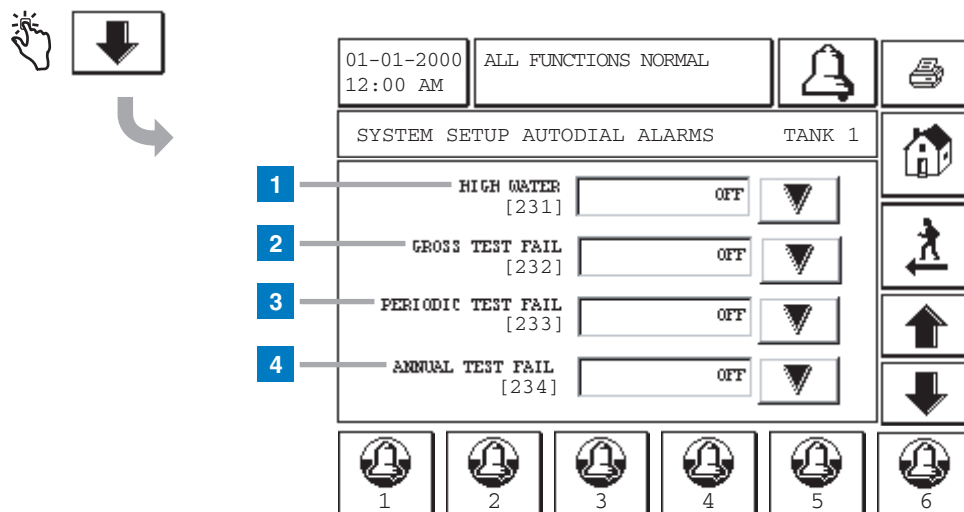 01-01-2000
12:00 AM
ALL FUNCTIONS NORMAL
SYSTEM SETUP AUTODIAL ALARMS TANK 1
1 HIGH WATER OFF
[231]
2 GROSS TEST FAIL OFF
[232]
3 PERIODIC TEST FAIL OFF
[233]
4 ANNUAL TEST FAIL OFF
[234]
1 2 3 4 5 6